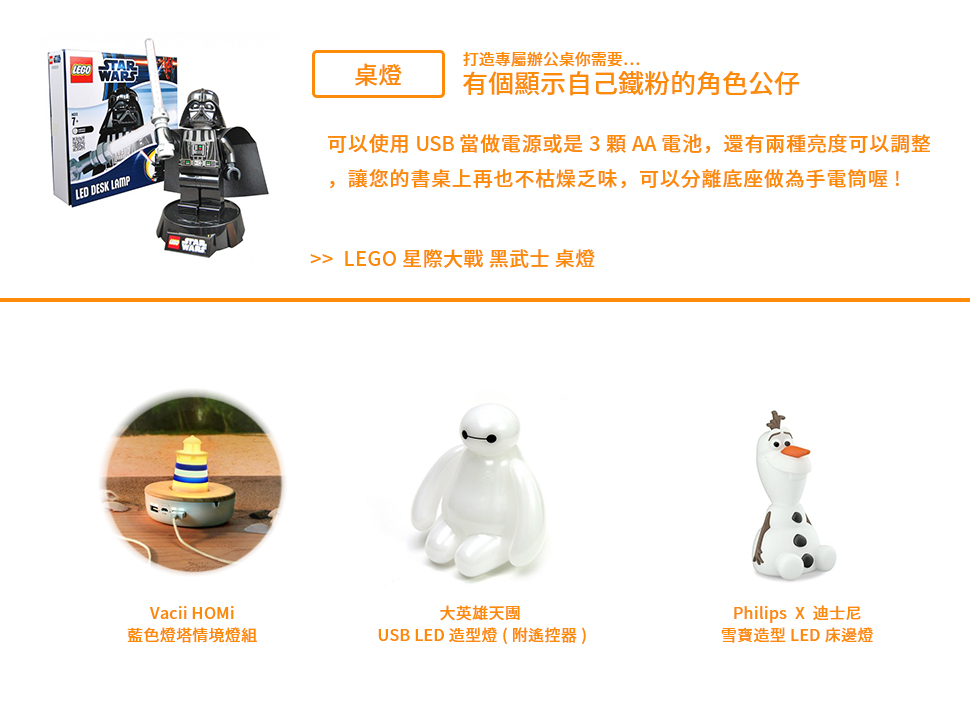 LEGO
STAR
WARS
7+
LED DESK LAMP
LEGO
STAR
WARS
桌燈
打造專屬辦公桌你需要…
有個顯示自己鐵粉的角色公仔
可以使用 USB 當做電源或是 3 顆 AA 電池，還有兩種亮度可以調整
，讓您的書桌上再也不枯燥乏味，可以分離底座做為手電筒喔！
>> LEGO 星際大戰 黑武士 桌燈
Vacii HOMi
藍色燈塔情境燈組
大英雄天團
USB LED 造型燈 ( 附遙控器 )
Philips X 迪士尼
雪寶造型 LED 床邊燈